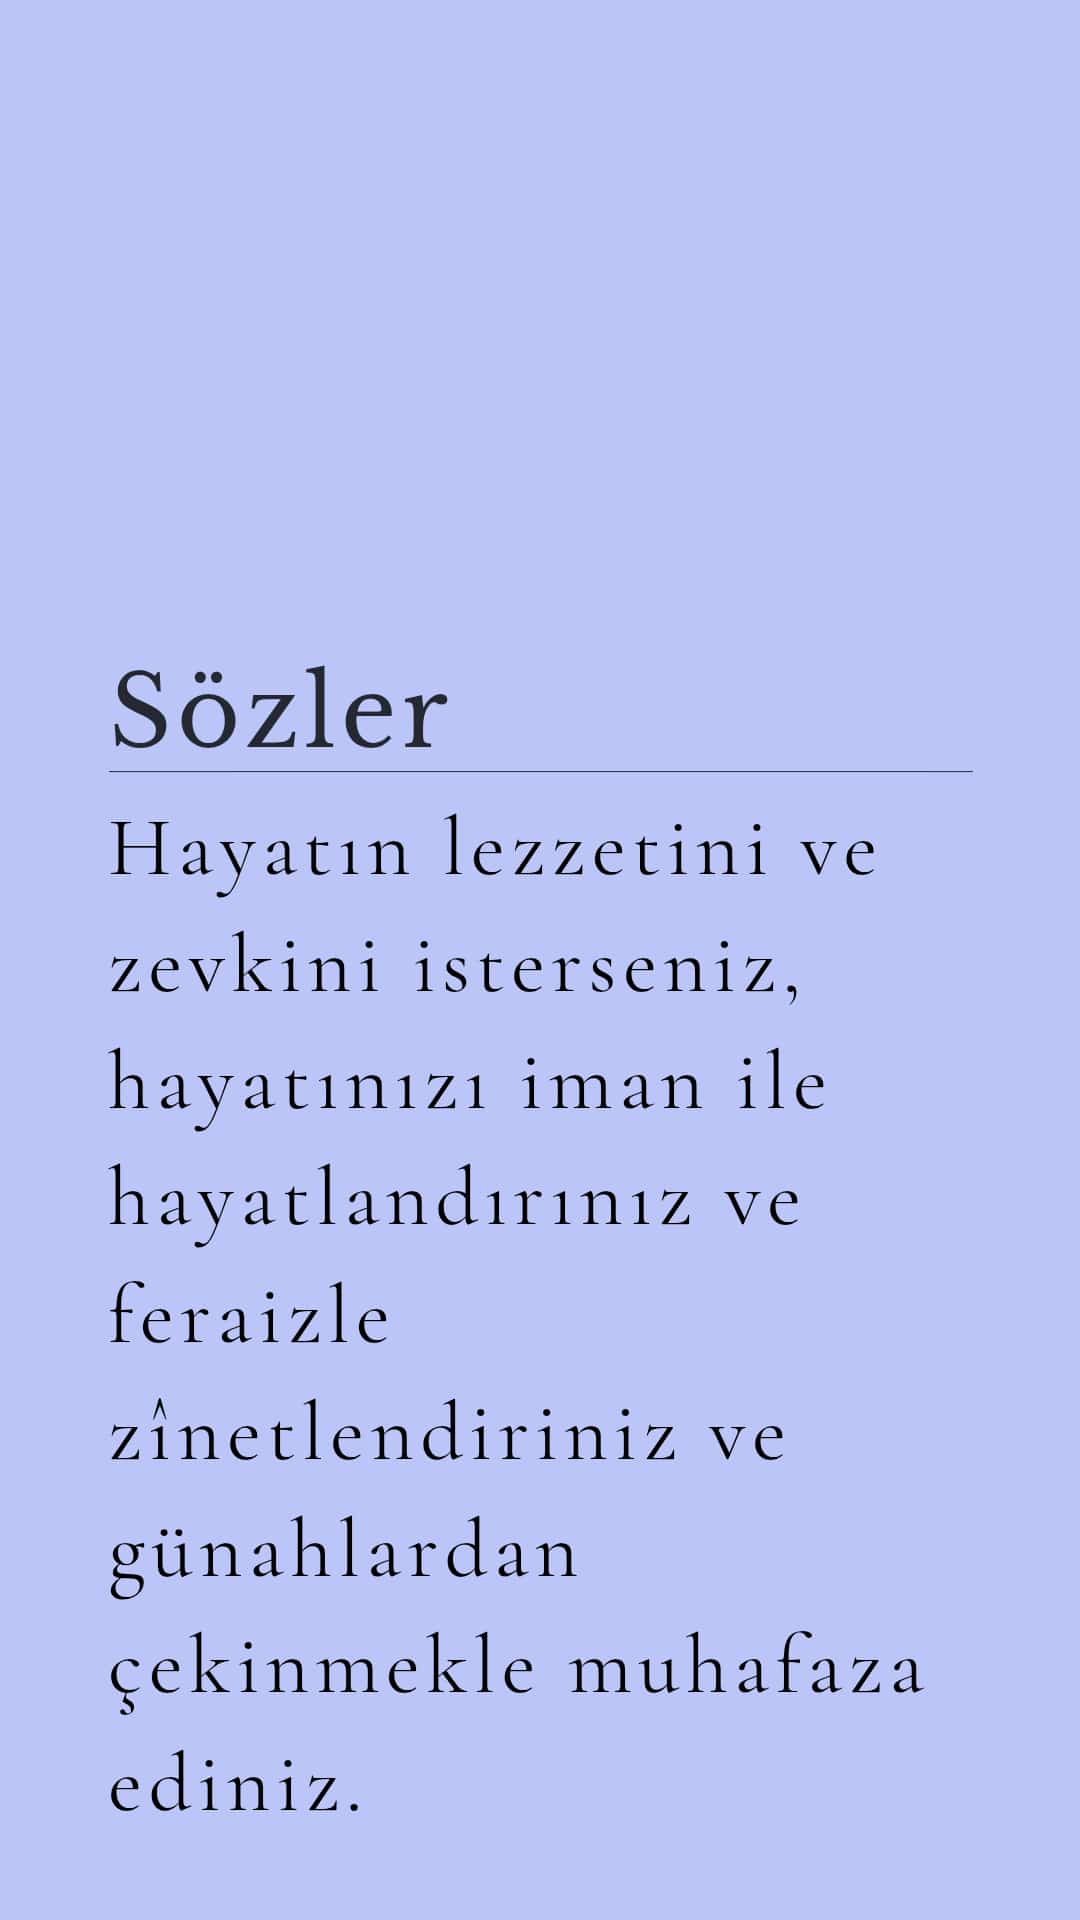 Sözler
Hayatın lezzetini ve
zevkini isterseniz,
hayatınızı iman ile
hayatlandırınız ve
feraizle
zînetlendiriniz ve
günahlardan
çekinmekle muhafaza
ediniz.